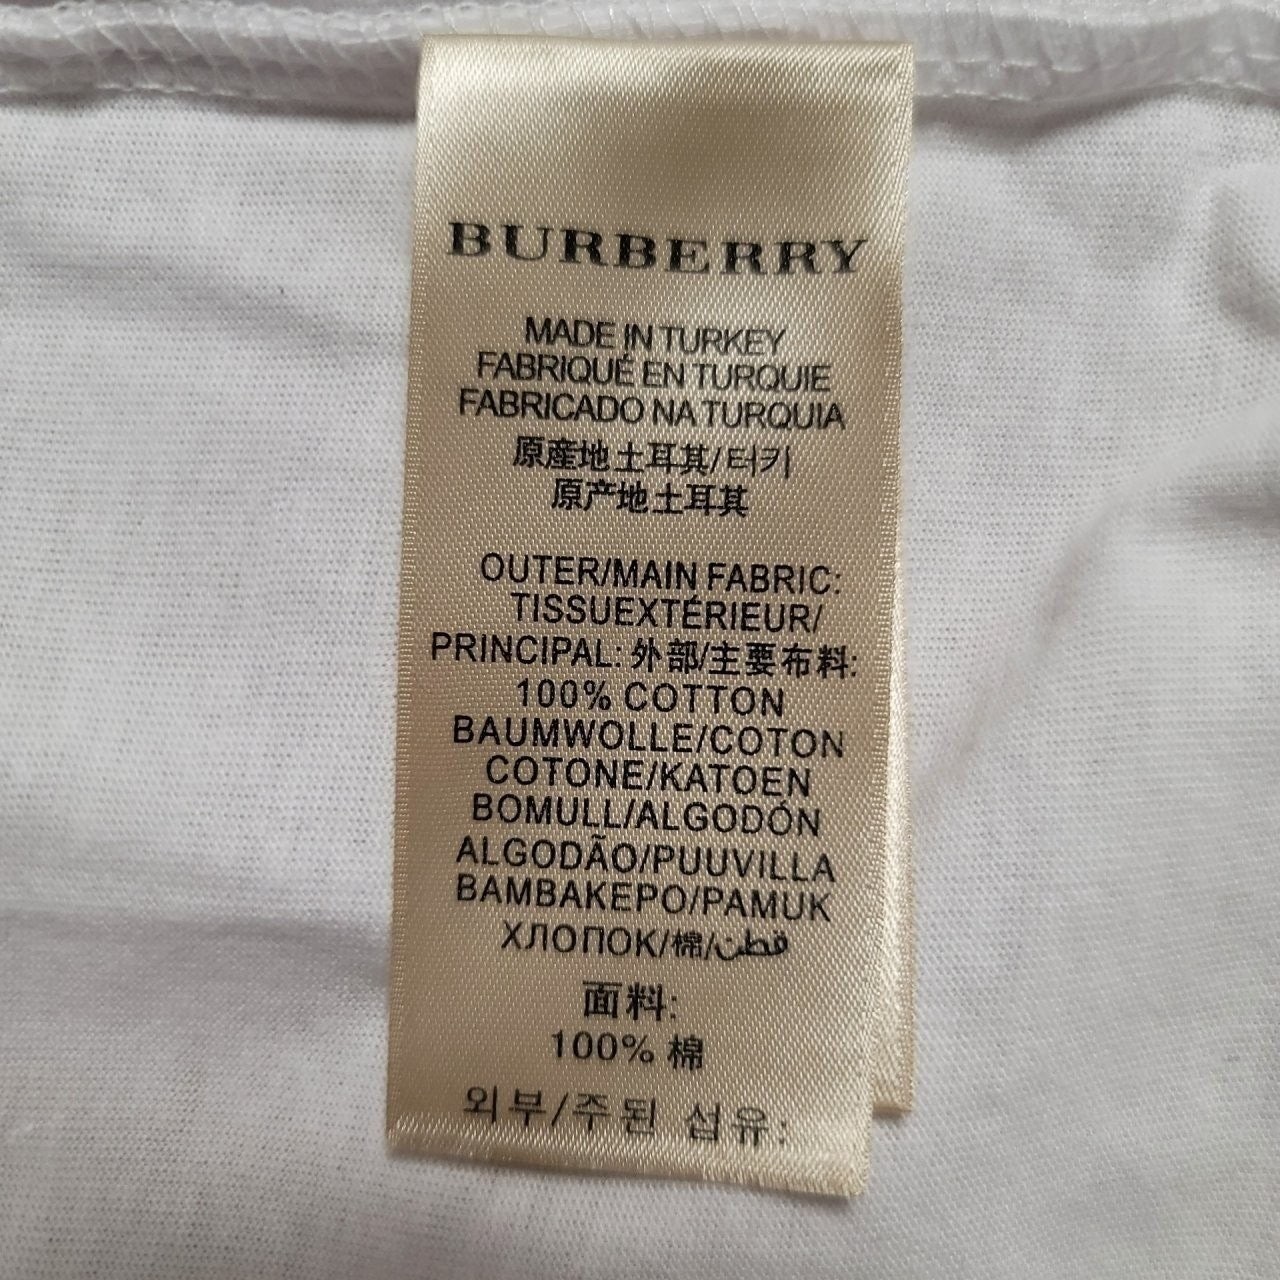 BURBERRY
MADE IN TURKEY
FABRIQUÉ EN TURQUIE
FABRICADO NA TURQUIA
原產地土耳其/터키
原产地土耳其
OUTER/MAIN FABRIC:
TISSUEXTÉRIEUR/
PRINCIPAL: 外部/主要布料:
100% COTTON
BAUMWOLLE/COTON
COTONE/KATOEN
BOMULL/ALGODÓN
ALGODÃO/PUUVILLA
BAMBAKEPO/PAMUK
ХЛОПОК/棉/قطن
面料:
100% 棉
외부/주된 섬유: